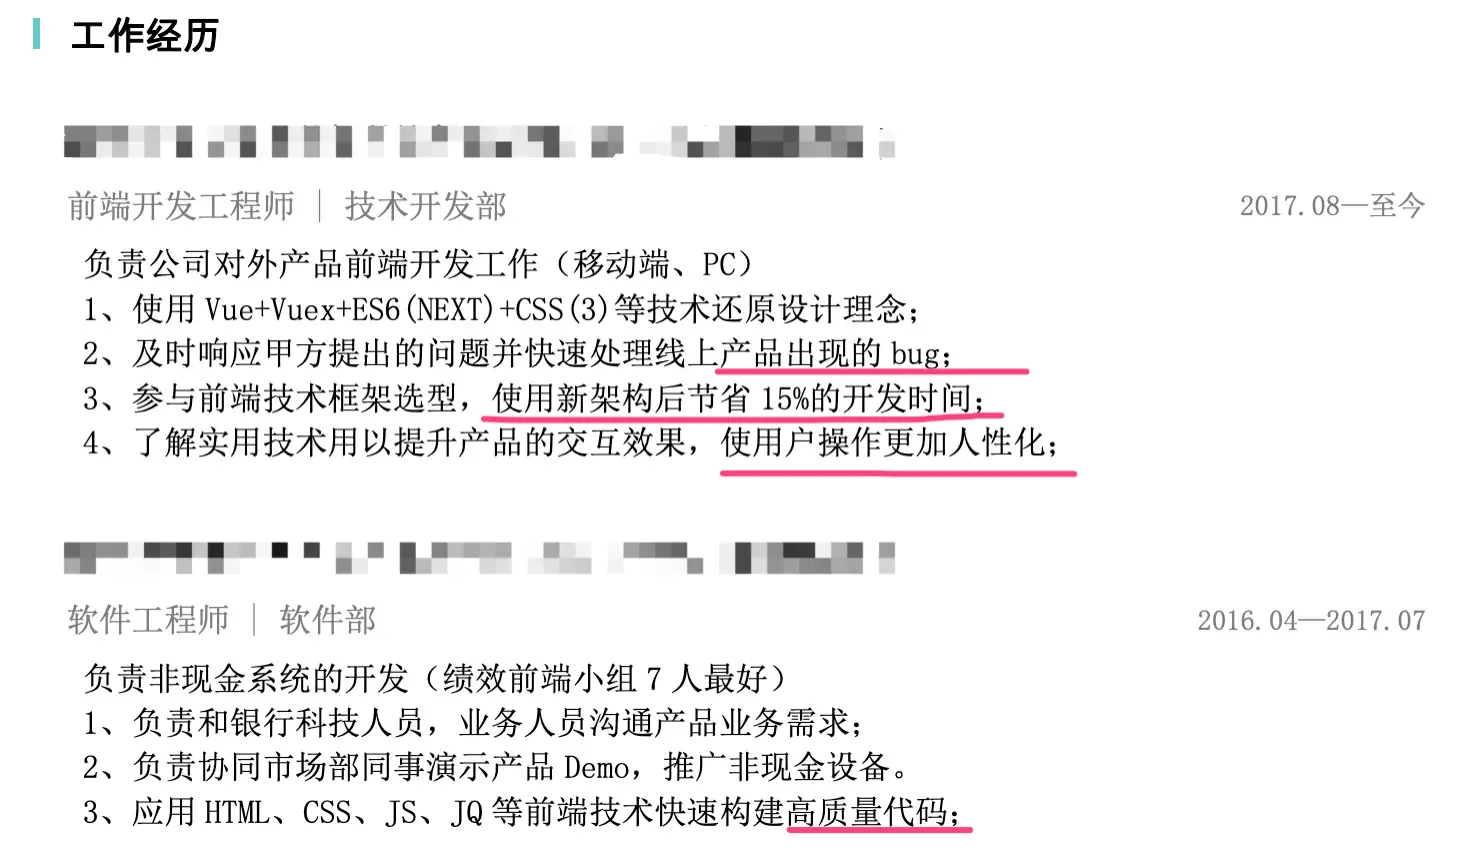 工作经历
前端开发工程师 | 技术开发部 2017.08—至今
负责公司对外产品前端开发工作（移动端、PC）
1、使用 Vue+Vuex+ES6(NEXT)+CSS(3)等技术还原设计理念；
2、及时响应甲方提出的问题并快速处理线上产品出现的 bug；
3、参与前端技术框架选型，使用新架构后节省 15%的开发时间；
4、了解实用技术用以提升产品的交互效果，使用户操作更加人性化；
软件工程师 | 软件部 2016.04—2017.07
负责非现金系统的开发（绩效前端小组 7 人最好）
1、负责和银行科技人员，业务人员沟通产品业务需求；
2、负责协同市场部同事演示产品 Demo，推广非现金设备。
3、应用 HTML、CSS、JS、JQ 等前端技术快速构建高质量代码；